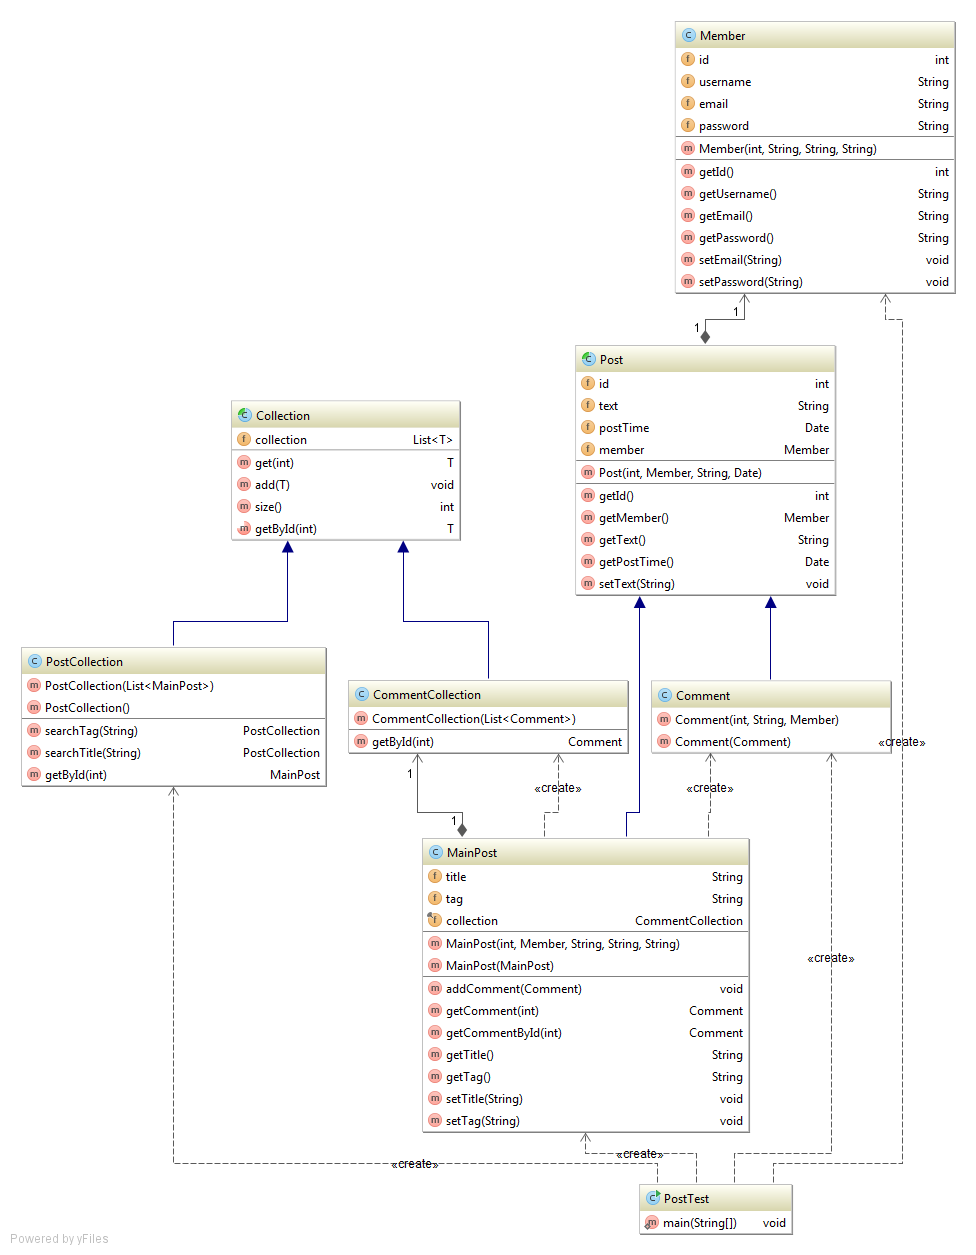 Member
id int
username String
email String
password String
Member(int, String, String, String)
getId() int
getUsername() String
getEmail() String
getPassword() String
setEmail(String) void
setPassword(String) void
1
1
Post
id int
text String
postTime Date
member Member
Post(int, Member, String, Date)
getId() int
getMember() Member
getText() String
getPostTime() Date
setText(String) void
Collection
collection List<T>
get(int) T
add(T) void
size() int
getById(int) T
PostCollection
PostCollection(List<MainPost>)
PostCollection()
searchTag(String) PostCollection
searchTitle(String) PostCollection
getById(int) MainPost
CommentCollection
CommentCollection(List<Comment>)
getById(int) Comment
Comment
Comment(int, String, Member)
Comment(Comment)
«create»
1
«create»
«create»
1
MainPost
title String
tag String
collection CommentCollection
MainPost(int, Member, String, String, String)
MainPost(MainPost)
addComment(Comment) void
getComment(int) Comment
getCommentById(int) Comment
getTitle() String
getTag() String
setTitle(String) void
setTag(String) void
«create»
«create»
«create»
PostTest
main(String[]) void
Powered by yFiles